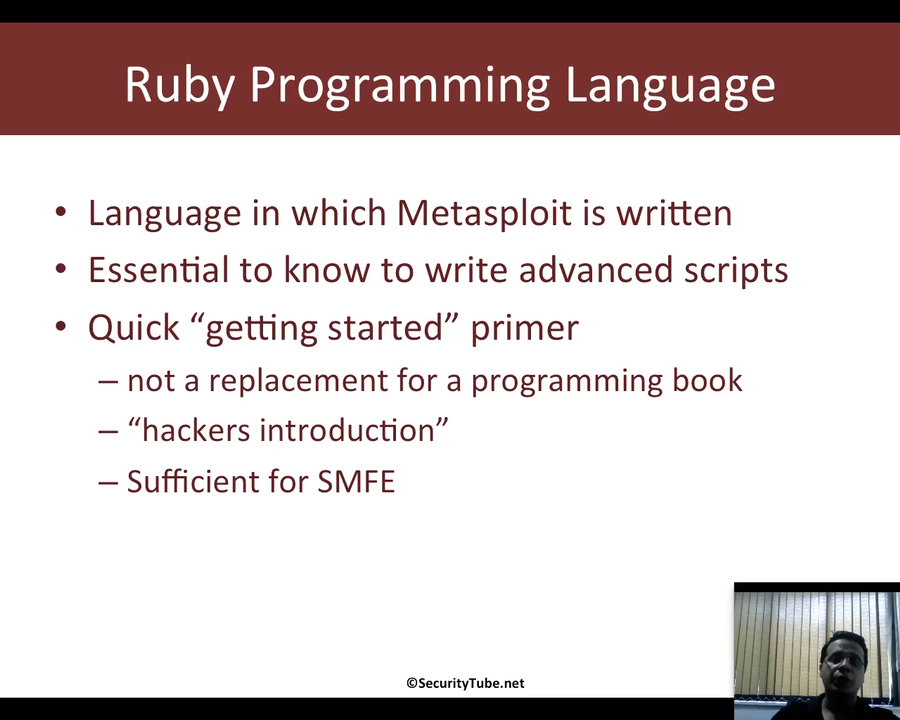 Ruby Programming Language
• Language in which Metasploit is written
• Essential to know to write advanced scripts
• Quick “getting started” primer
– not a replacement for a programming book
– “hackers introduction”
– Sufficient for SMFE
©SecurityTube.net